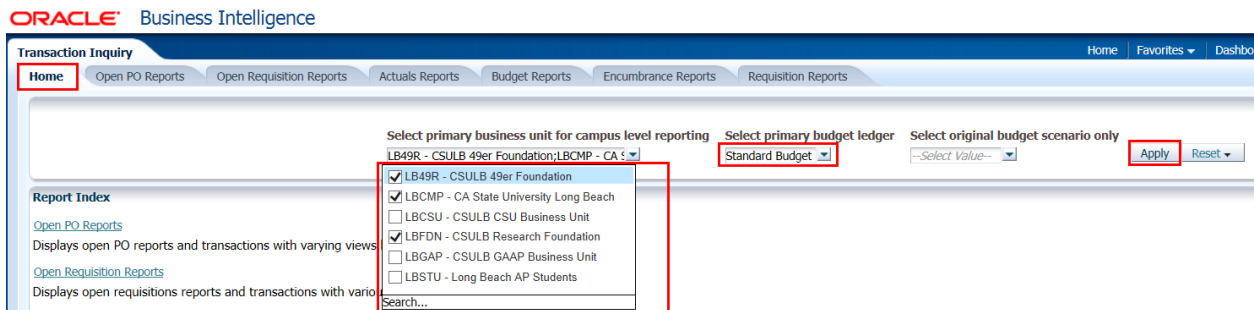 ORACLE Business Intelligence
Transaction Inquiry
Home Favorites Dashbo
Home Open PO Reports Open Requisition Reports Actuals Reports Budget Reports Encumbrance Reports Requisition Reports
Select primary business unit for campus level reporting Select primary budget ledger Select original budget scenario only
LB49R - CSULB 49er Foundation;LBCMP - CA S Standard Budget --Select Value-- Apply Reset
LB49R - CSULB 49er Foundation
LBCMP - CA State University Long Beach
LBCSU - CSULB CSU Business Unit
LBFDN - CSULB Research Foundation
LBGAP - CSULB GAAP Business Unit
LBSTU - Long Beach AP Students
Search...
Report Index
Open PO Reports
Displays open PO reports and transactions with varying views
Open Requisition Reports
Displays open requisitions reports and transactions with vario